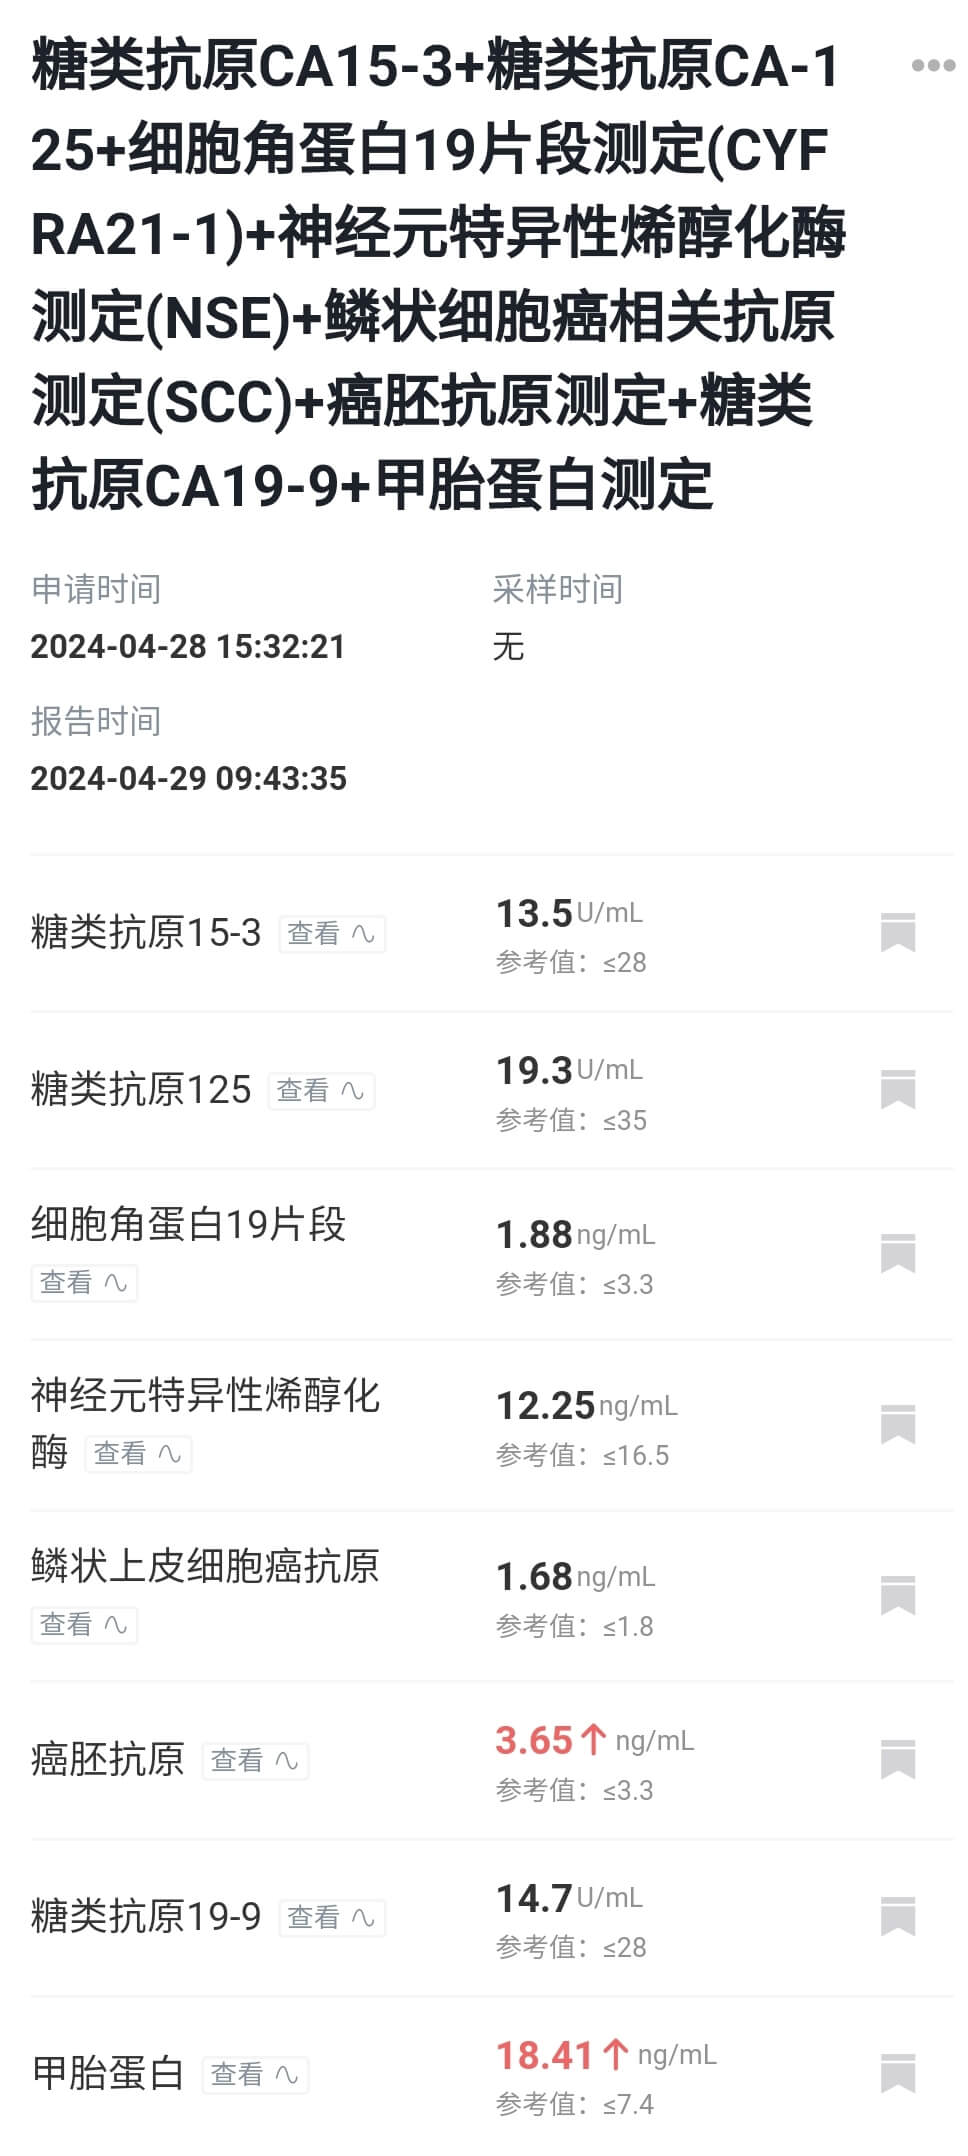 糖类抗原CA15-3+糖类抗原CA-1
25+细胞角蛋白19片段测定(CYF
RA21-1)+神经元特异性烯醇化酶
测定(NSE)+鳞状细胞癌相关抗原
测定(SCC)+癌胚抗原测定+糖类
抗原CA19-9+甲胎蛋白测定
申请时间 采样时间
2024-04-28 15:32:21 无
报告时间
2024-04-29 09:43:35
糖类抗原15-3 查看 13.5 U/mL
参考值：≤28
糖类抗原125 查看 19.3 U/mL
参考值：≤35
细胞角蛋白19片段 1.88 ng/mL
查看 参考值：≤3.3
神经元特异性烯醇化 12.25 ng/mL
酶 查看 参考值：≤16.5
鳞状上皮细胞癌抗原 1.68 ng/mL
查看 参考值：≤1.8
癌胚抗原 查看 3.65↑ ng/mL
参考值：≤3.3
糖类抗原19-9 查看 14.7 U/mL
参考值：≤28
甲胎蛋白 查看 18.41↑ ng/mL
参考值：≤7.4